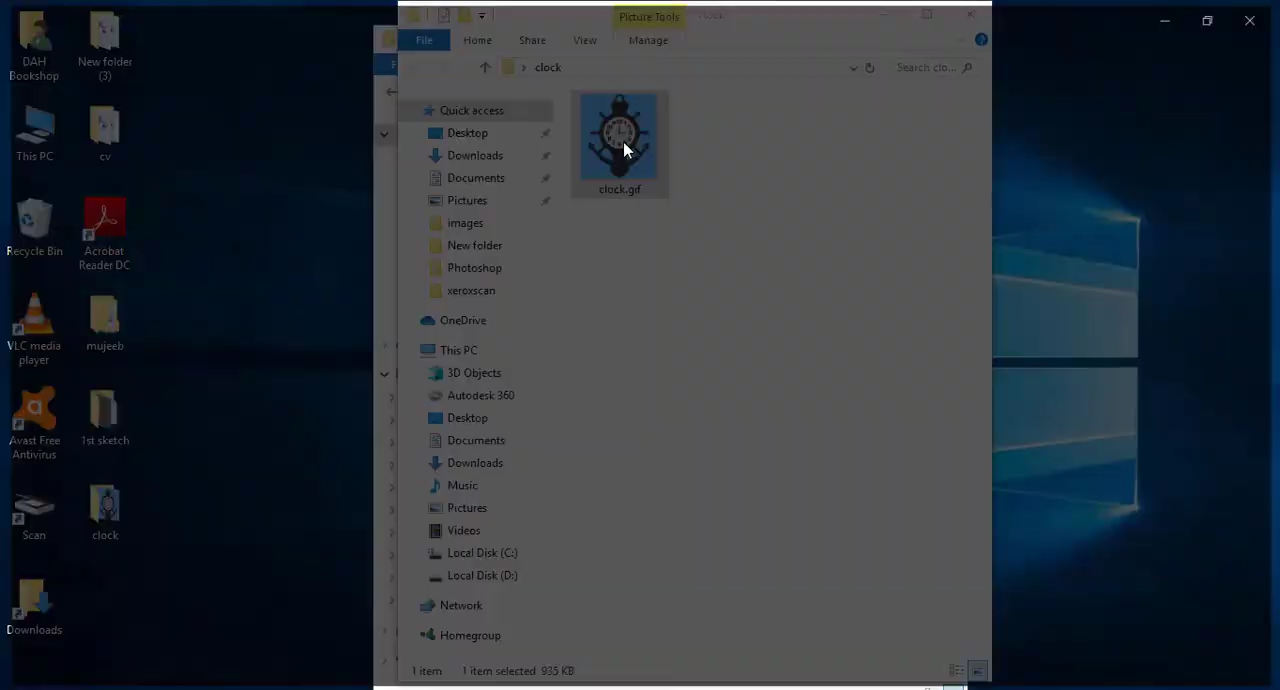 DAH
Bookshop
New folder
(3)
This PC
cv
Recycle Bin
Acrobat
Reader DC
VLC media
player
mujeeb
Avast Free
Antivirus
1st sketch
Scan
clock
Downloads
Picture Tools
clock
File
Home
Share
View
Manage
clock
Search clo...
Quick access
Desktop
Downloads
Documents
Pictures
images
New folder
Photoshop
xeroxscan
OneDrive
This PC
3D Objects
Autodesk 360
Desktop
Documents
Downloads
Music
Pictures
Videos
Local Disk (C:)
Local Disk (D:)
Network
Homegroup
clock.gif
1 item
1 item selected 935 KB